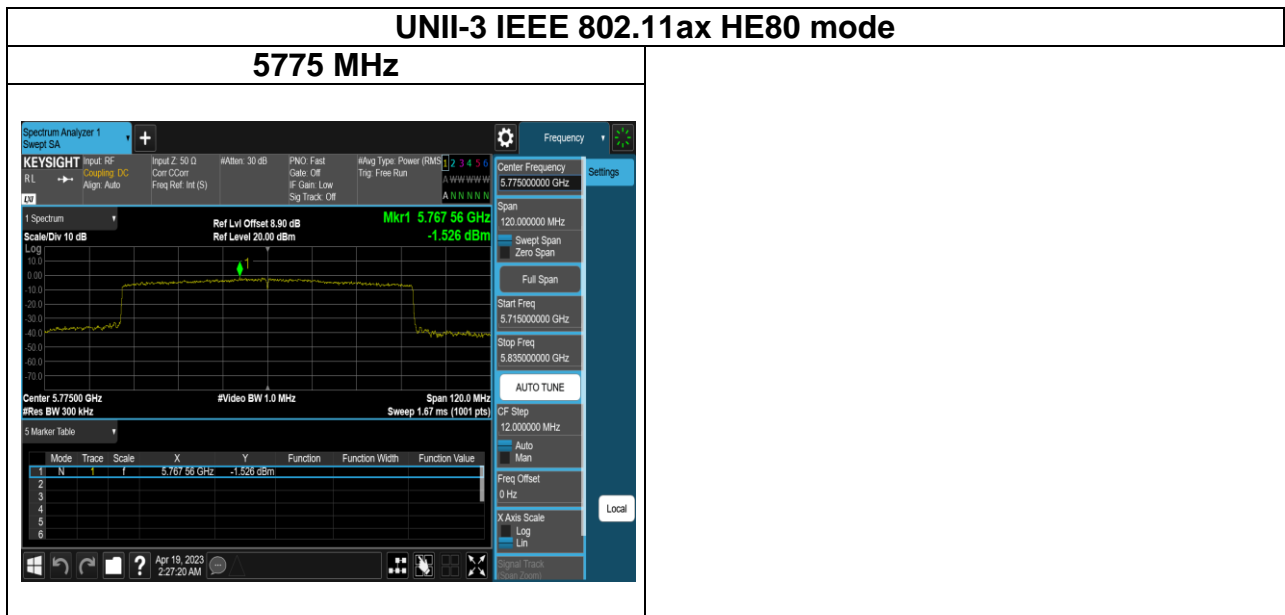 UNII-3 IEEE 802.11ax HE80 mode
5775 MHz
Spectrum Analyzer 1
Swept SA
Frequency
KEYSIGHT
RL
LXI
Input: RF
Coupling: DC
Align: Auto
Input Z: 50 Ω
Corr CCorr
Freq Ref: Int (S)
#Atten: 30 dB
PNO: Fast
Gate: Off
IF Gain: Low
Sig Track: Off
#Avg Type: Power (RMS
Trig: Free Run
1 2 3 4 5 6
A W W W W W
A N N N N N
1 Spectrum
Scale/Div 10 dB
Ref Lvl Offset 8.90 dB
Ref Level 20.00 dBm
Mkr1 5.767 56 GHz
-1.526 dBm
Log
10.0
0.00
-10.0
-20.0
-30.0
-40.0
-50.0
-60.0
-70.0
1
Center 5.77500 GHz
#Res BW 300 kHz
#Video BW 1.0 MHz
Span 120.0 MHz
Sweep 1.67 ms (1001 pts)
5 Marker Table
Mode Trace Scale X Y Function Function Width Function Value
1 N 1 f 5.767 56 GHz -1.526 dBm
2
3
4
5
6
Apr 19, 2023
2:27:20 AM
Center Frequency
5.775000000 GHz
Settings
Span
120.000000 MHz
Swept Span
Zero Span
Full Span
Start Freq
5.715000000 GHz
Stop Freq
5.835000000 GHz
AUTO TUNE
CF Step
12.000000 MHz
Auto
Man
Freq Offset
0 Hz
X Axis Scale
Log
Lin
Local
Signal Track
(Span Zoom)